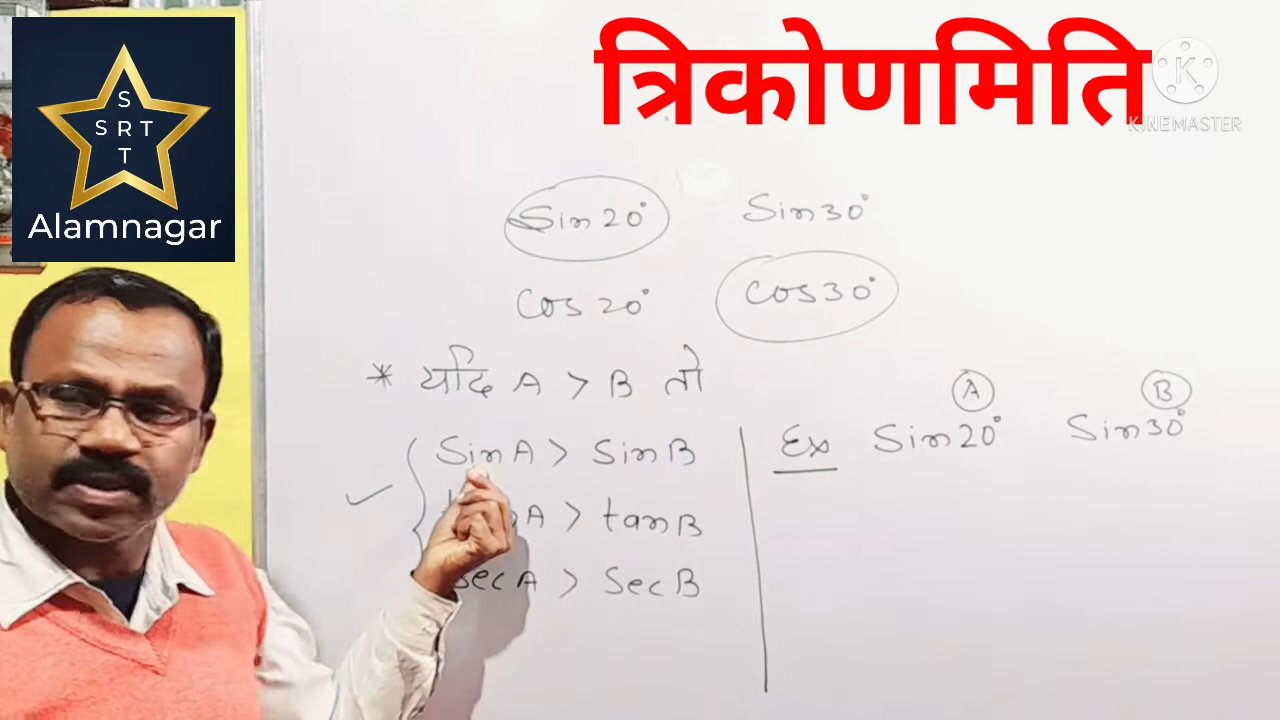 त्रिकोणमिति
KINEMASTER
S
S R T
T
Alamnagar
Sin 20° Sin 30°
Cos 20° Cos 30°
* यदि A > B तो
Sin A > Sin B
A > tan B
Sec A > Sec B
A B
Ex Sin 20° Sin 30°